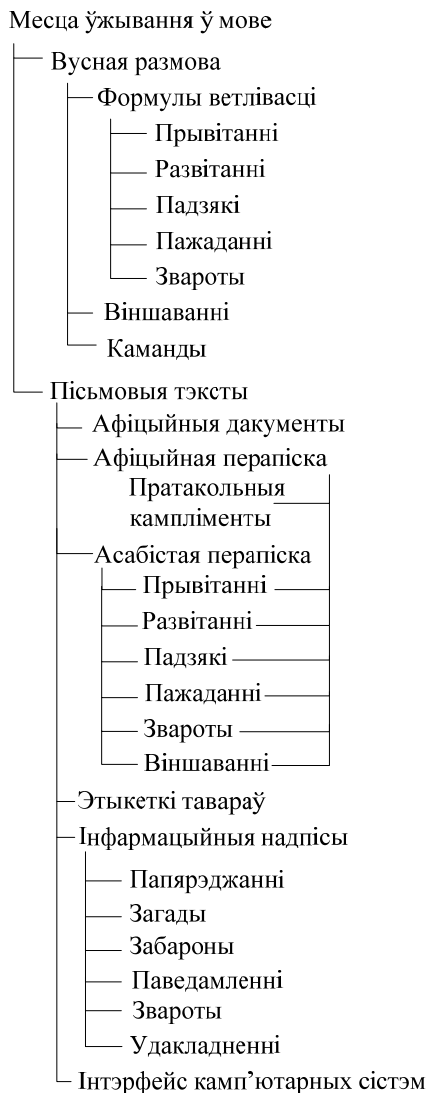 Месца ўжывання ў мове
Вусная размова
Формулы ветлівасці
Прывітанні
Развітанні
Падзякі
Пажаданні
Звароты
Віншаванні
Каманды
Пісьмовыя тэксты
Афіцыйныя дакументы
Афіцыйная перапіска
Пратакольныя
кампліменты
Асабістая перапіска
Прывітанні
Развітанні
Падзякі
Пажаданні
Звароты
Віншаванні
Этыкеткі тавараў
Інфармацыйныя надпісы
Папярэджанні
Загады
Забароны
Паведамленні
Звароты
Удакладненні
Інтэрфейс камп’ютарных сістэм